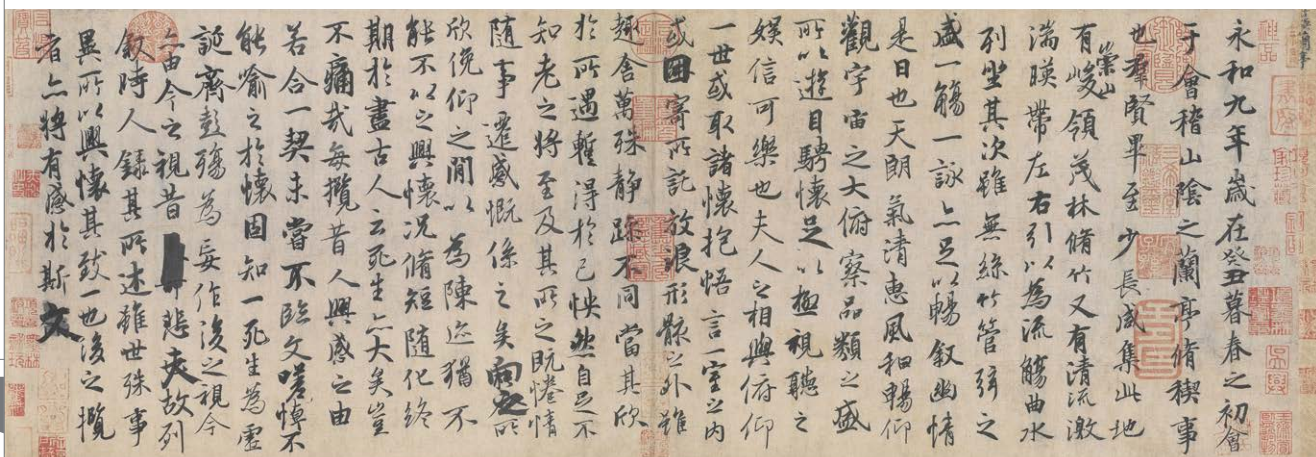 永和九年歲在癸丑暮春之初會
于會稽山陰之蘭亭脩稧事
也羣賢畢至少長咸集此地
有崇山峻領茂林脩竹又有清流激
湍暎帶左右引以為流觴曲水
列坐其次雖無絲竹管弦之
盛一觴一詠亦足以暢敘幽情
是日也天朗氣清惠風和暢仰
觀宇宙之大俯察品類之盛
所以遊目騁懷足以極視聽之
娛信可樂也夫人之相與俯仰
一世或取諸懷抱悟言一室之內
或因寄所託放浪形骸之外雖
趣舍萬殊靜躁不同當其欣
於所遇蹔得於己怏然自足不
知老之將至及其所之既惓情
隨事遷感慨係之矣向之所
欣俛仰之閒以為陳迹猶不
能不以之興懷況脩短隨化終
期於盡古人云死生亦大矣豈
不痛哉每攬昔人興感之由
若合一契未嘗不臨文嗟悼不
能喻之於懷固知一死生為虛
誕齊彭殤為妄作後之視今
亦由今之視昔悲夫故列
敘時人錄其所述雖世殊事
異所以興懷其致一也後之攬
者亦將有感於斯文